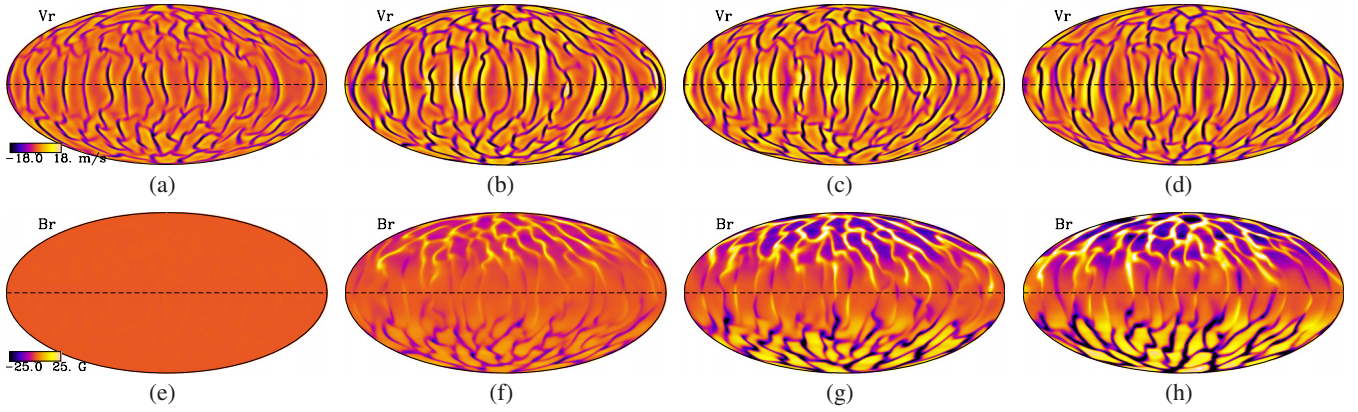 Vr Vr Vr Vr
-18.0 18. m/s
(a) (b) (c) (d)
Br Br Br Br
-25.0 25. G
(e) (f) (g) (h)